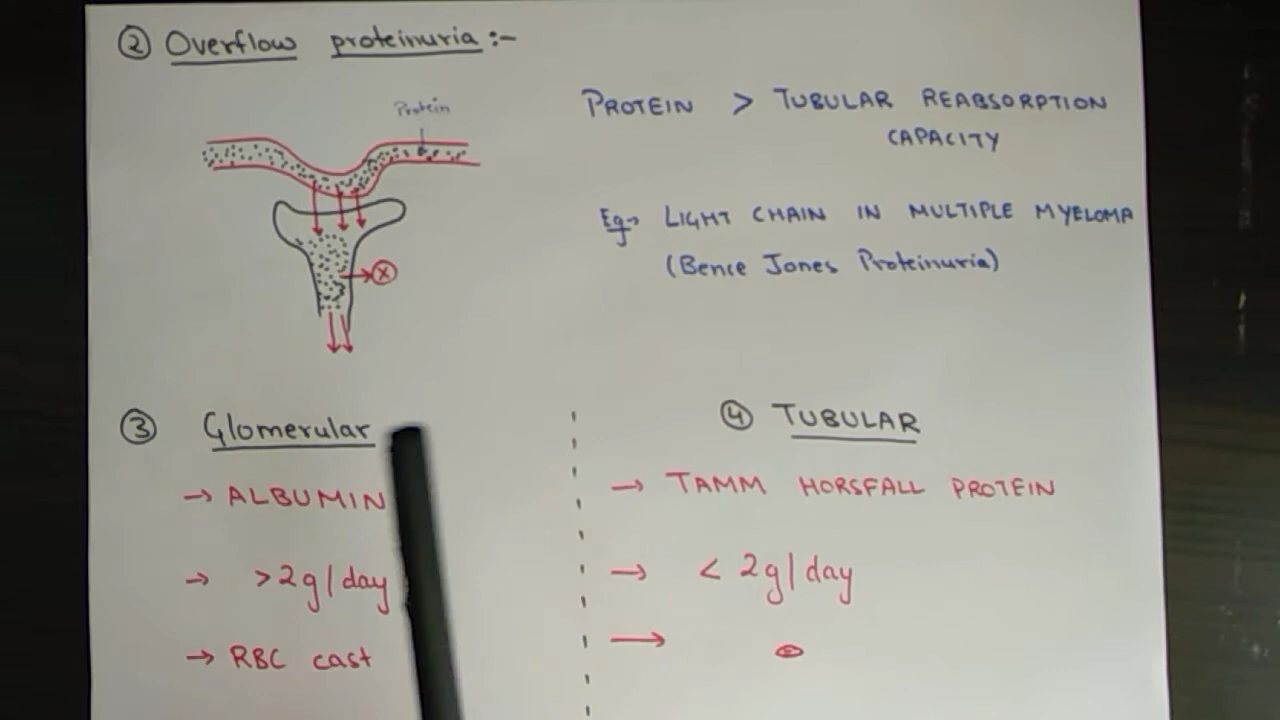 ② Overflow proteinuria :-
Protein
PROTEIN > TUBULAR REABSORPTION
CAPACITY
Eg→ LIGHT CHAIN IN MULTIPLE MYELOMA
(Bence Jones Proteinuria)
X
③ Glomerular
→ ALBUMIN
→ >2g/day
→ RBC cast
④ TUBULAR
→ TAMM HORSFALL PROTEIN
→ < 2g/day
→